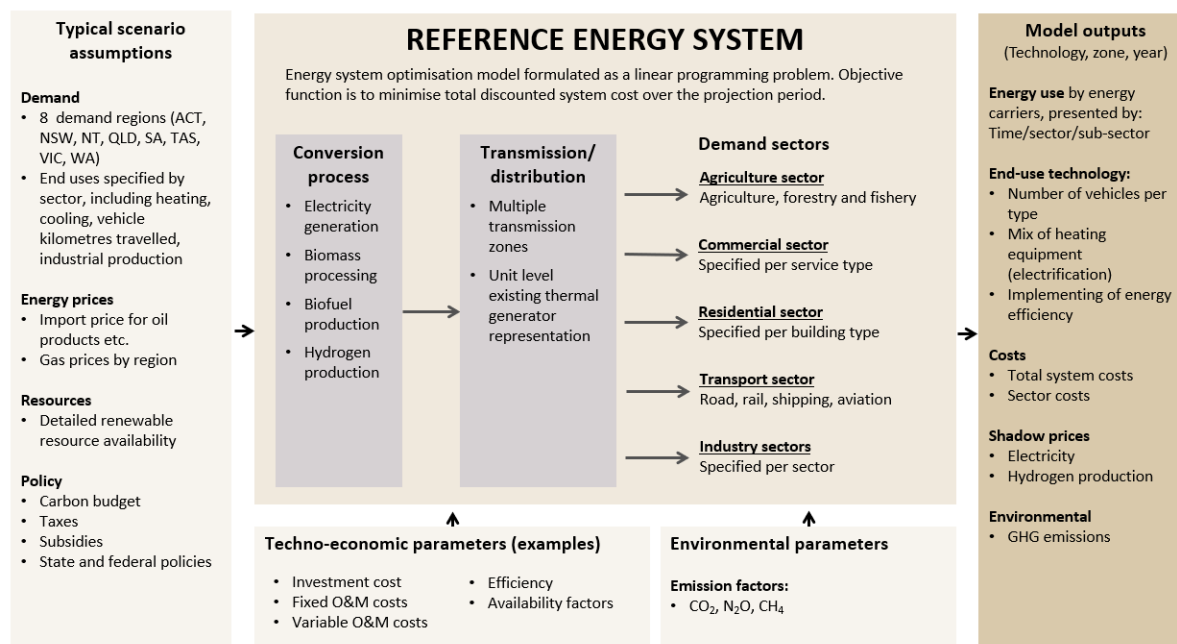 Typical scenario
assumptions
Demand
• 8 demand regions (ACT,
NSW, NT, QLD, SA, TAS,
VIC, WA)
• End uses specified by
sector, including heating,
cooling, vehicle
kilometres travelled,
industrial production
Energy prices
• Import price for oil
products etc.
• Gas prices by region
Resources
• Detailed renewable
resource availability
Policy
• Carbon budget
• Taxes
• Subsidies
• State and federal policies
REFERENCE ENERGY SYSTEM
Energy system optimisation model formulated as a linear programming problem. Objective
function is to minimise total discounted system cost over the projection period.
Conversion
process
• Electricity
generation
• Biomass
processing
• Biofuel
production
• Hydrogen
production
Transmission/
distribution
• Multiple
transmission
zones
• Unit level
existing thermal
generator
representation
Demand sectors
Agriculture sector
Agriculture, forestry and fishery
Commercial sector
Specified per service type
Residential sector
Specified per building type
Transport sector
Road, rail, shipping, aviation
Industry sectors
Specified per sector
Techno-economic parameters (examples)
• Investment cost
• Fixed O&M costs
• Variable O&M costs
• Efficiency
• Availability factors
Environmental parameters
Emission factors:
• CO₂, N₂O, CH₄
Model outputs
(Technology, zone, year)
Energy use by energy
carriers, presented by:
Time/sector/sub-sector
End-use technology:
• Number of vehicles per
type
• Mix of heating
equipment
(electrification)
• Implementing of energy
efficiency
Costs
• Total system costs
• Sector costs
Shadow prices
• Electricity
• Hydrogen production
Environmental
• GHG emissions